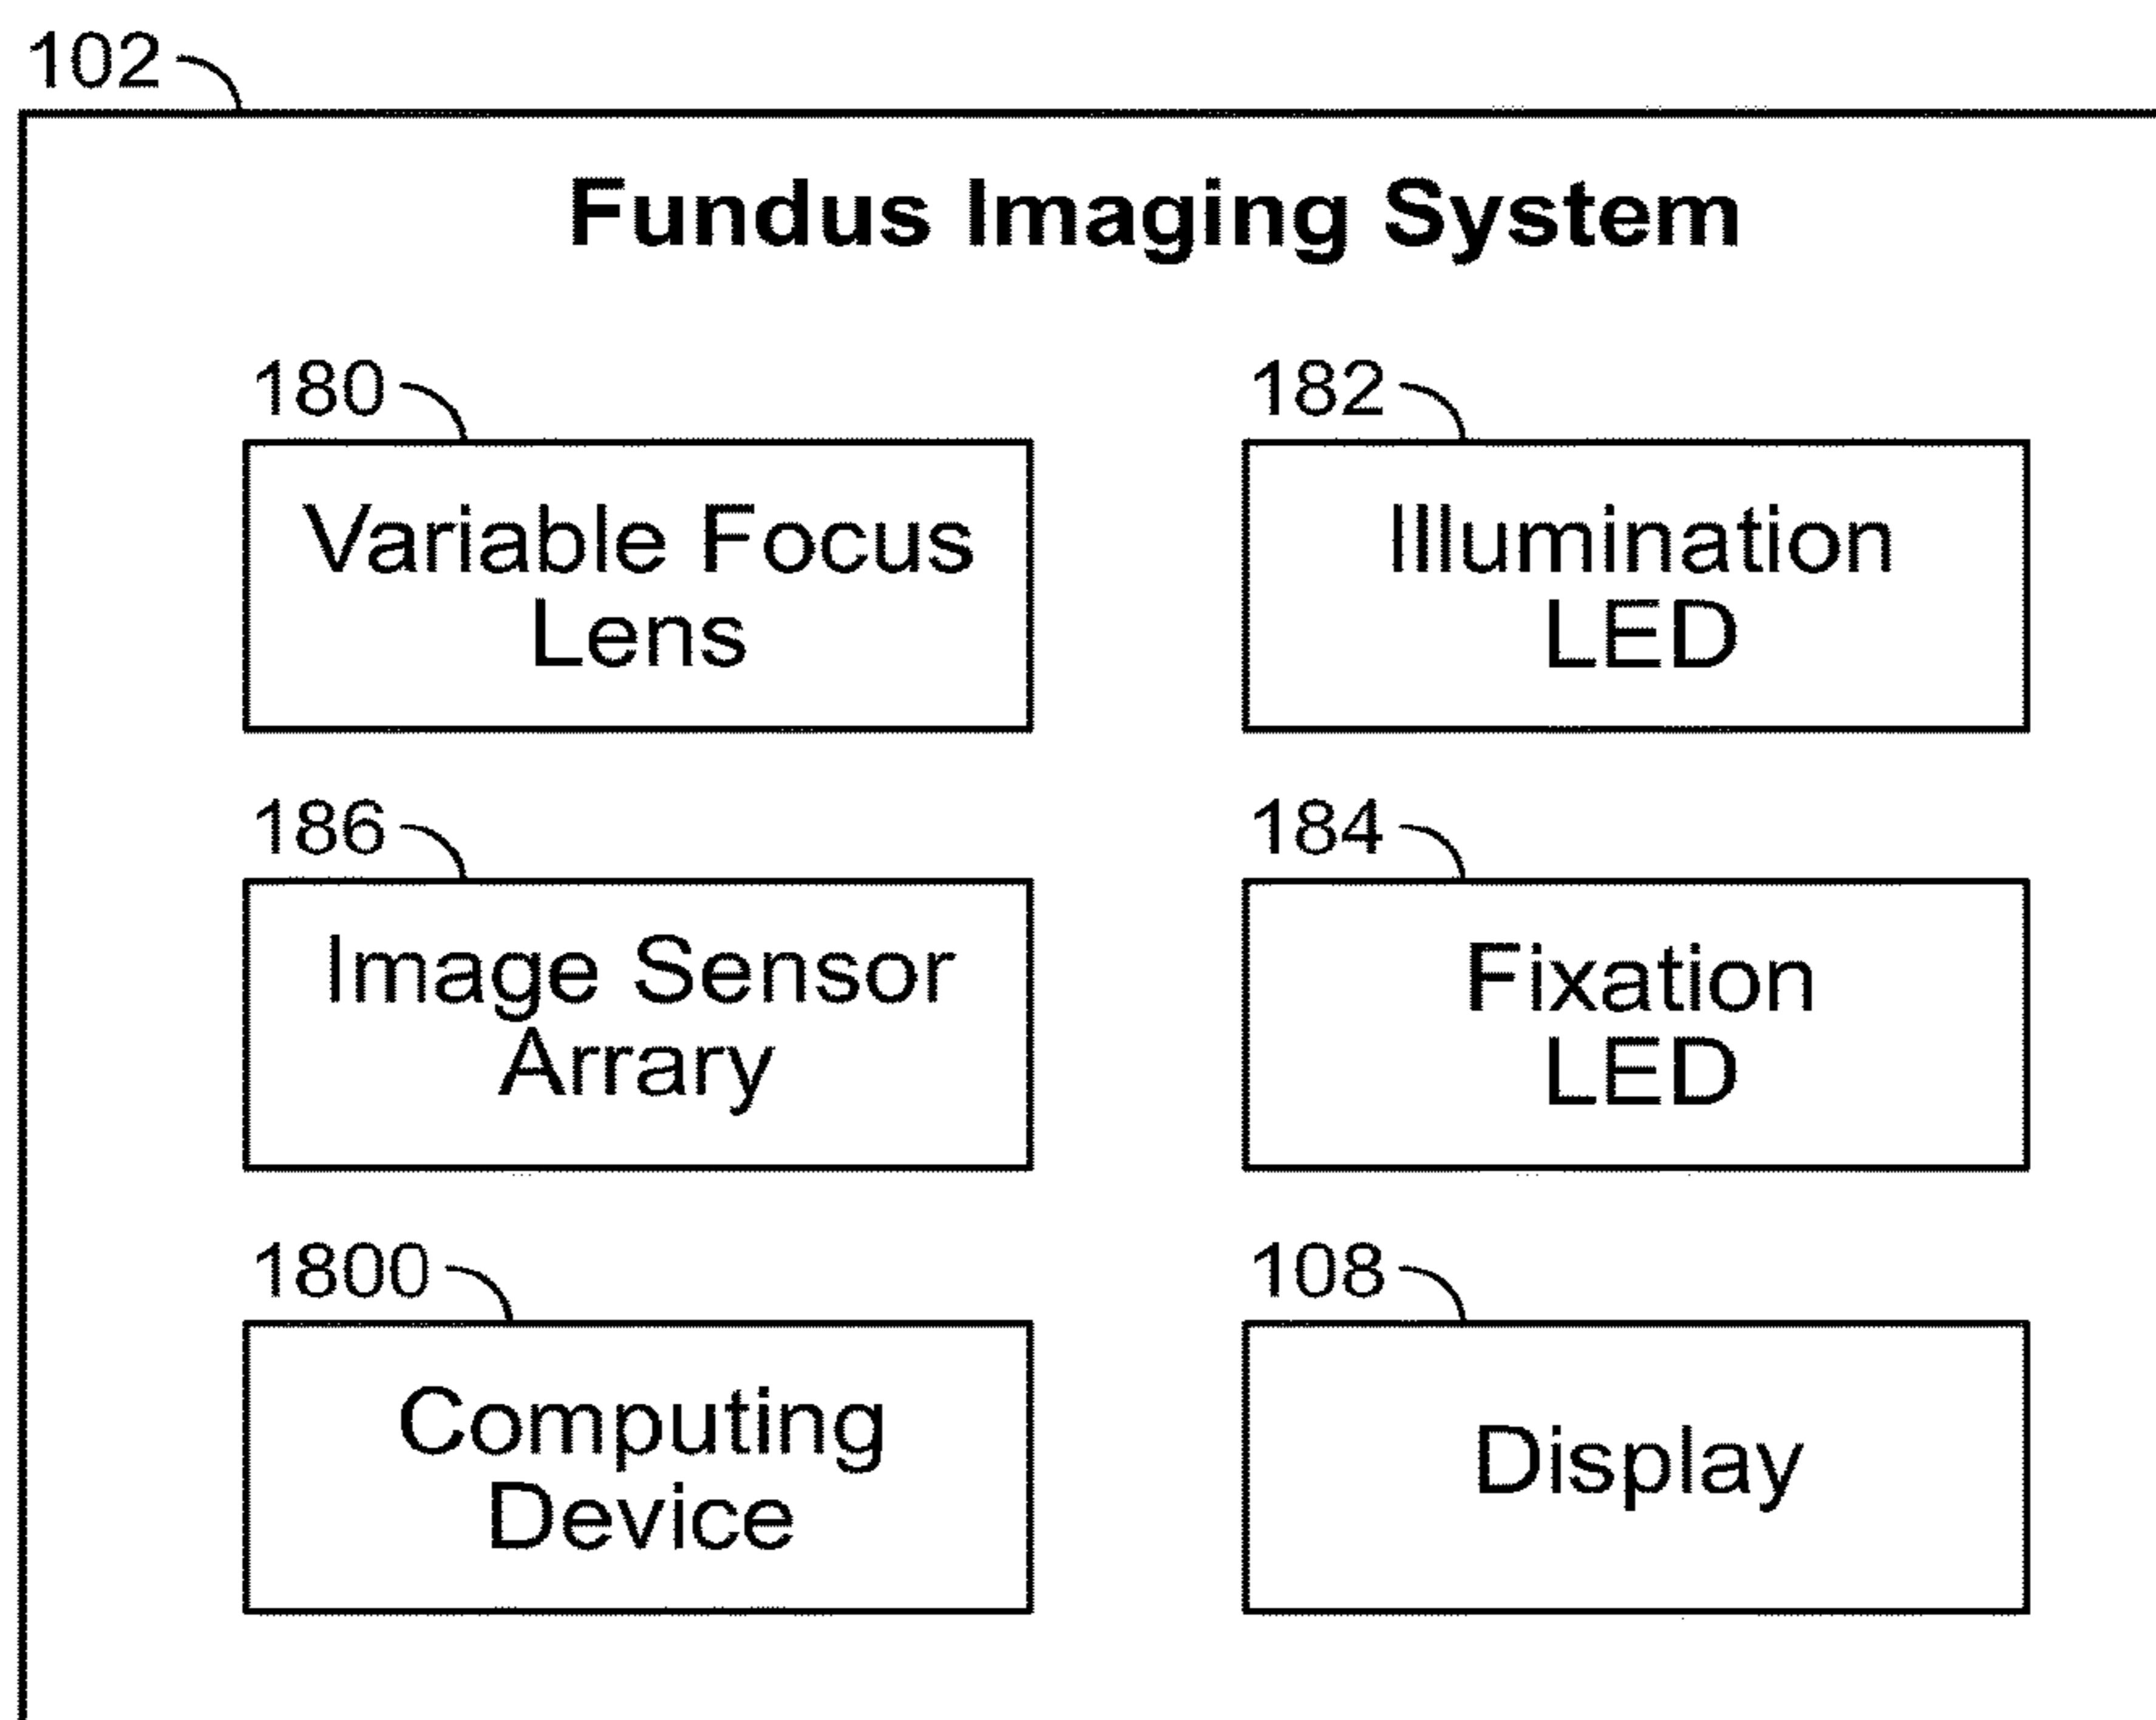 102
Fundus Imaging System
180
Variable Focus
Lens
182
Illumination
LED
186
Image Sensor
Arrary
184
Fixation
LED
1800
Computing
Device
108
Display